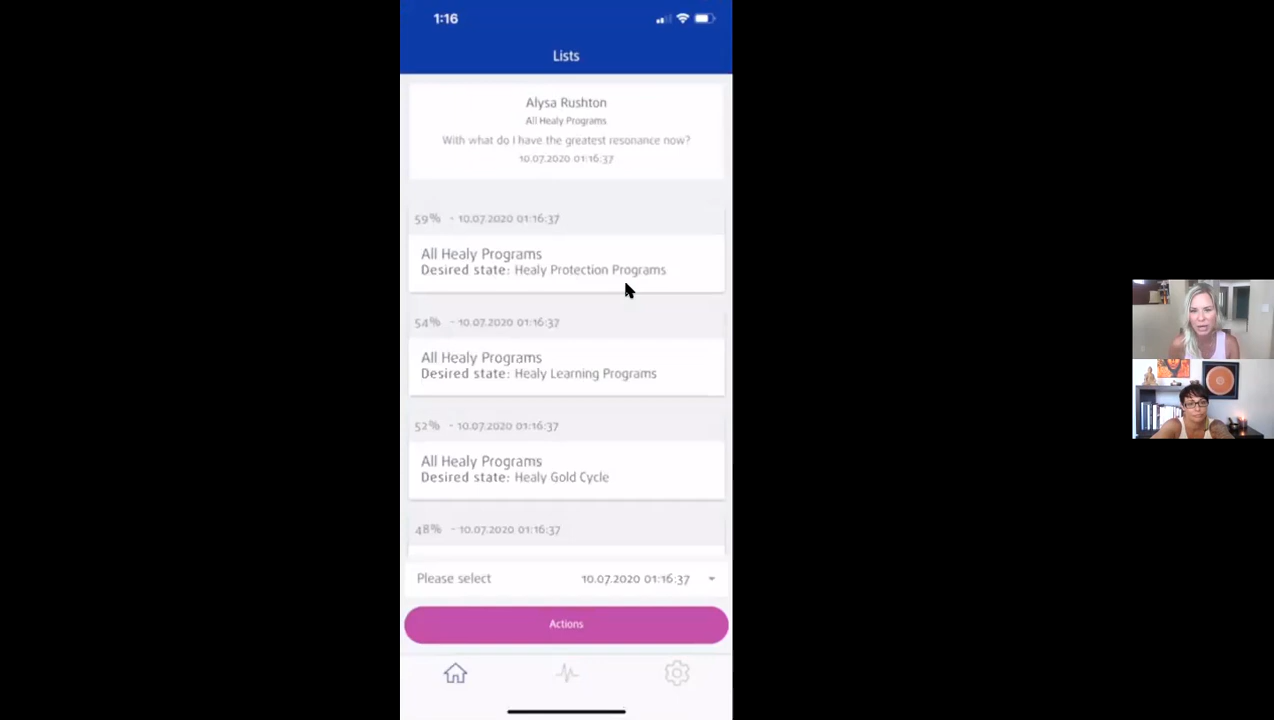 1:16
Lists
Alysa Rushton
All Healy Programs
With what do I have the greatest resonance now?
10.07.2020 01:16:37
59% - 10.07.2020 01:16:37
All Healy Programs
Desired state: Healy Protection Programs
54% - 10.07.2020 01:16:37
All Healy Programs
Desired state: Healy Learning Programs
52% - 10.07.2020 01:16:37
All Healy Programs
Desired state: Healy Gold Cycle
48% - 10.07.2020 01:16:37
Please select 10.07.2020 01:16:37
Actions